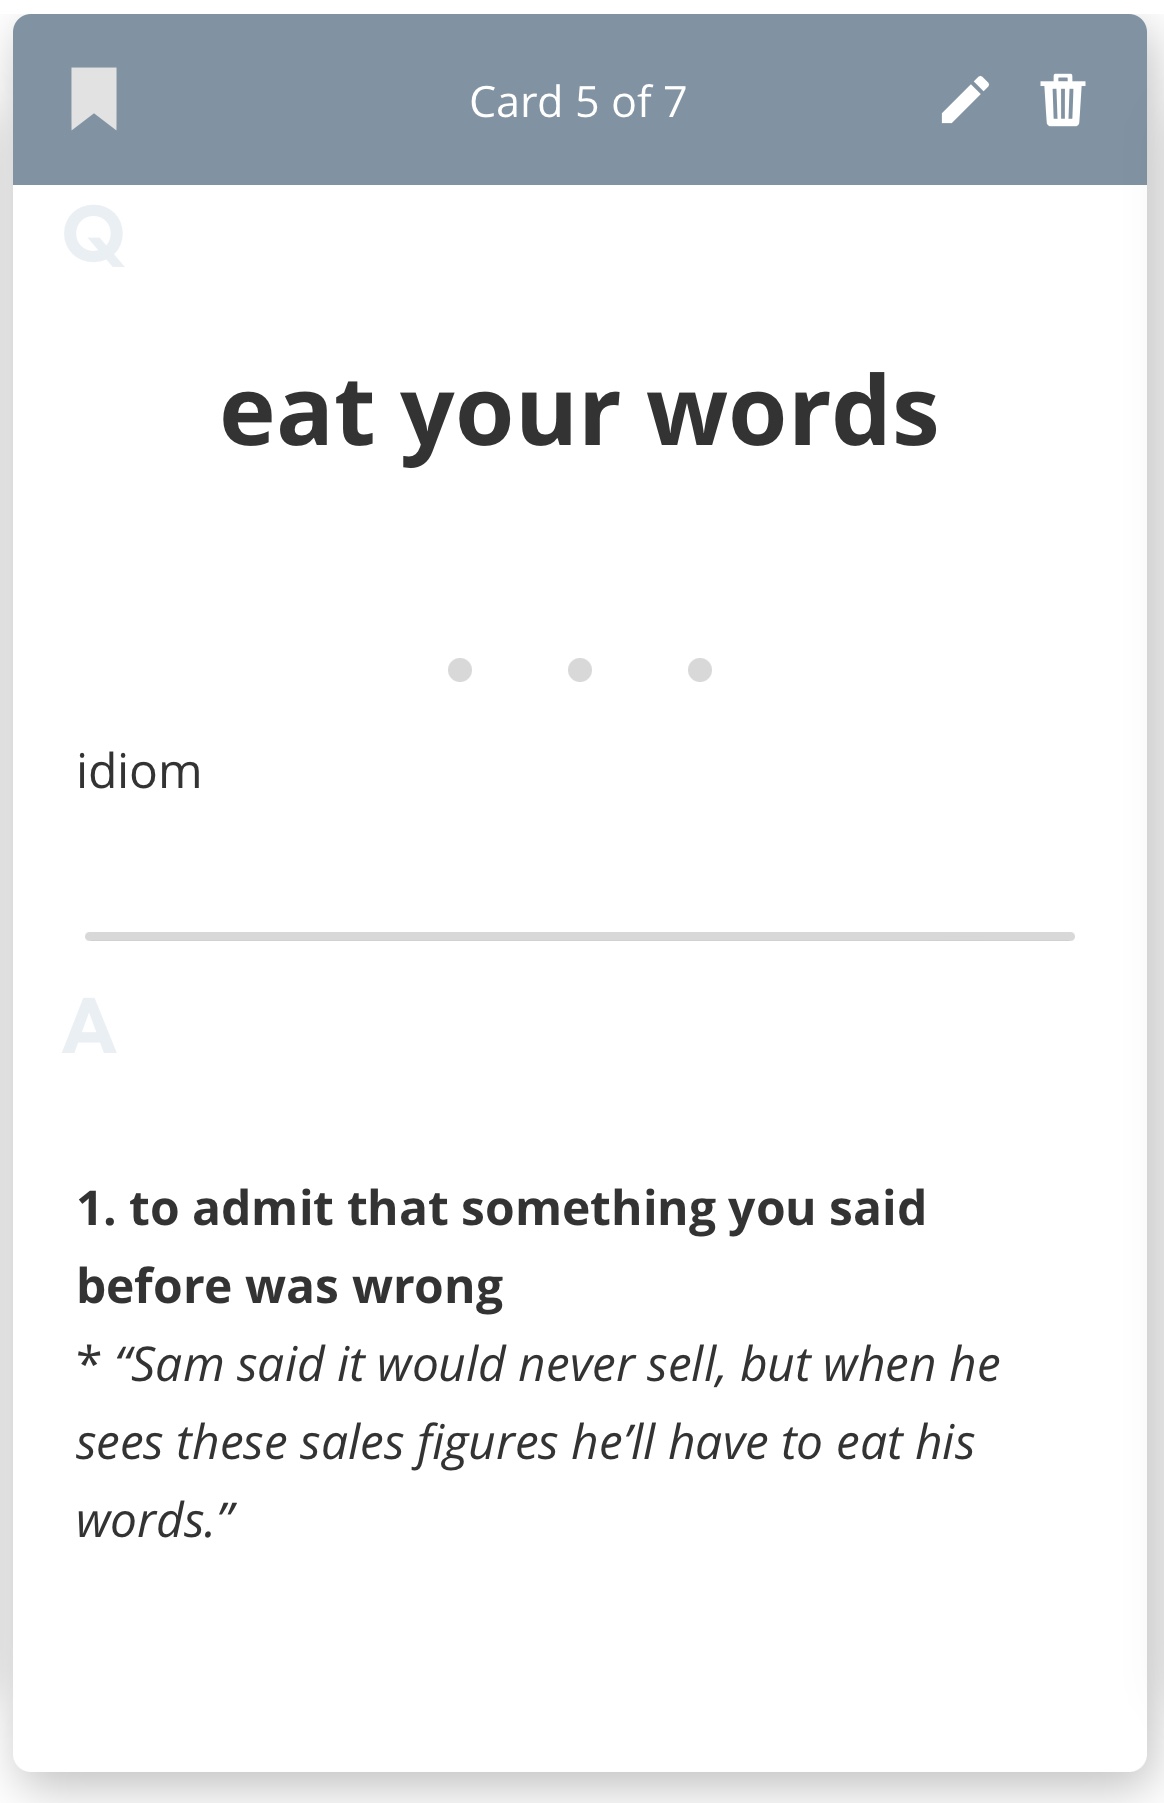 Card 5 of 7
Q
eat your words
idiom
A
1. to admit that something you said
before was wrong
* “Sam said it would never sell, but when he
sees these sales figures he’ll have to eat his
words.”